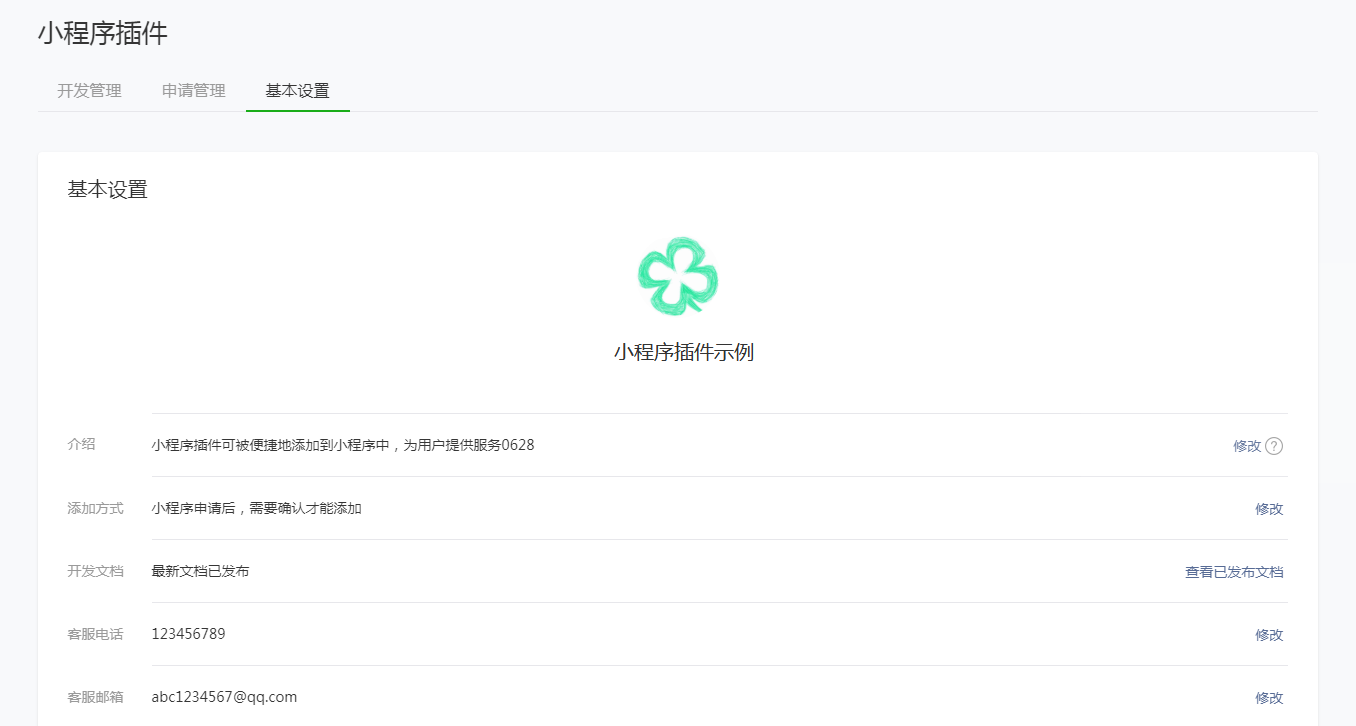 小程序插件
开发管理 申请管理 基本设置
基本设置
小程序插件示例
介绍 小程序插件可被便捷地添加到小程序中，为用户提供服务0628 修改 ?
添加方式 小程序申请后，需要确认才能添加 修改
开发文档 最新文档已发布 查看已发布文档
客服电话 123456789 修改
客服邮箱 abc1234567@qq.com 修改